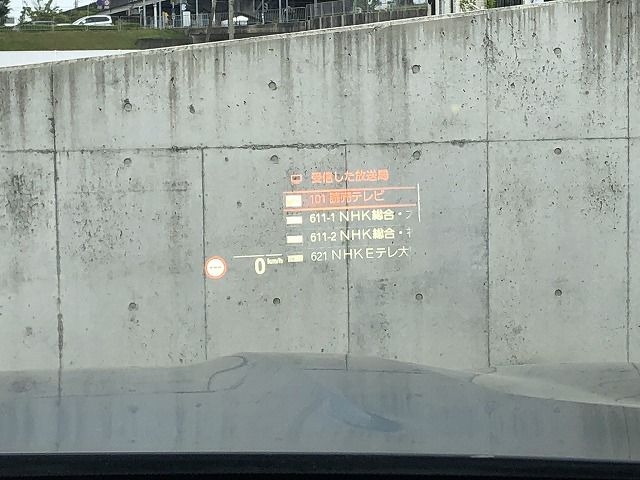 受信した放送局
101 読売テレビ
611-1 NHK総合・
611-2 NHK総合・
621 NHKEテレ大
0 km/h